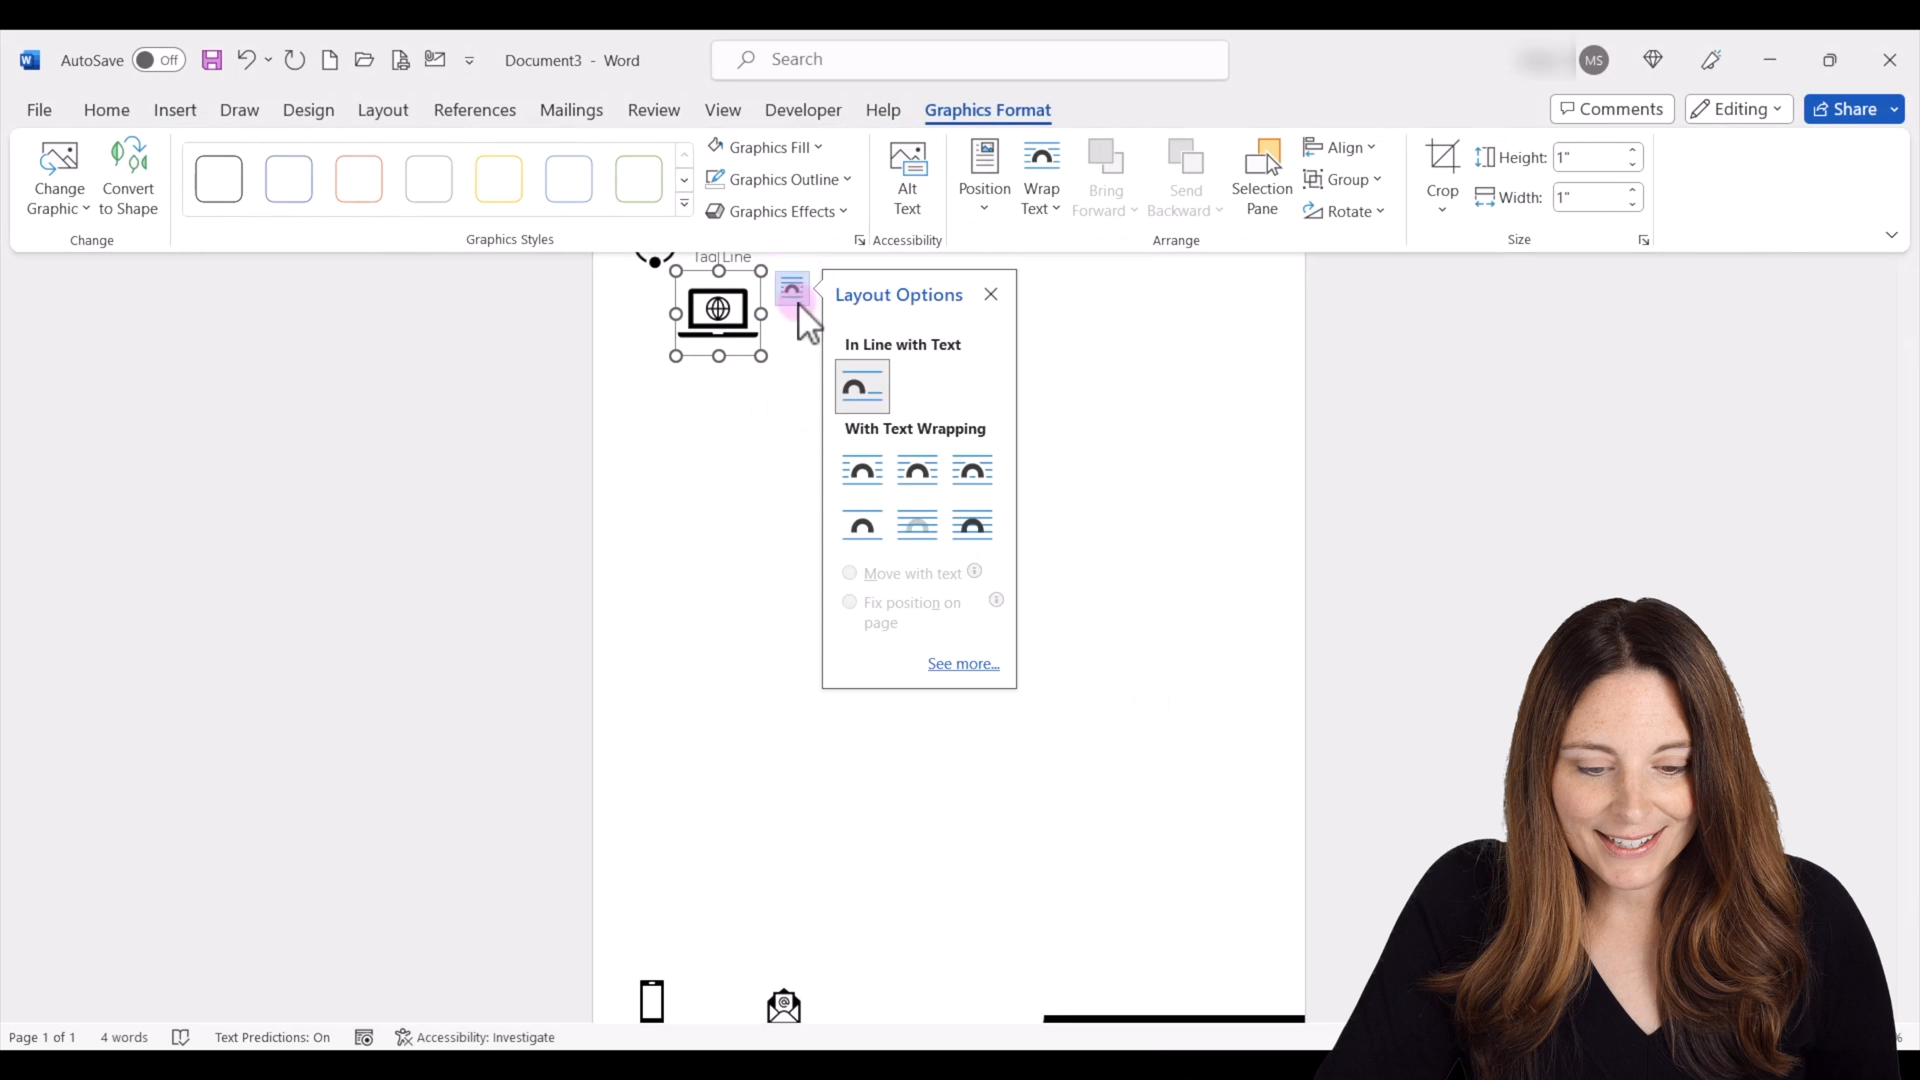 AutoSave Off Document3 - Word Search MS
File Home Insert Draw Design Layout References Mailings Review View Developer Help Graphics Format Comments Editing Share
Change Graphic
Convert to Shape
Change
Graphics Fill
Graphics Outline
Graphics Effects
Graphics Styles
Alt Text
Accessibility
Position
Wrap Text
Bring Forward
Send Backward
Selection Pane
Align
Group
Rotate
Arrange
Crop
Height: 1"
Width: 1"
Size
Tag Line
Layout Options
In Line with Text
With Text Wrapping
Move with text
Fix position on
page
See more...
Page 1 of 1 4 words Text Predictions: On Accessibility: Investigate